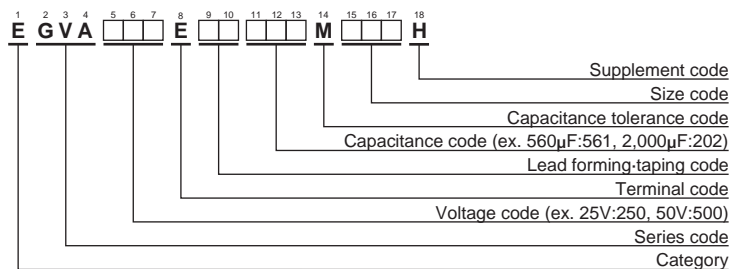 1 2 3 4 5 6 7 8 9 10 11 12 13 14 15 16 17 18
E G V A E M H
Supplement code
Size code
Capacitance tolerance code
Capacitance code (ex. 560µF:561, 2,000µF:202)
Lead forming·taping code
Terminal code
Voltage code (ex. 25V:250, 50V:500)
Series code
Category